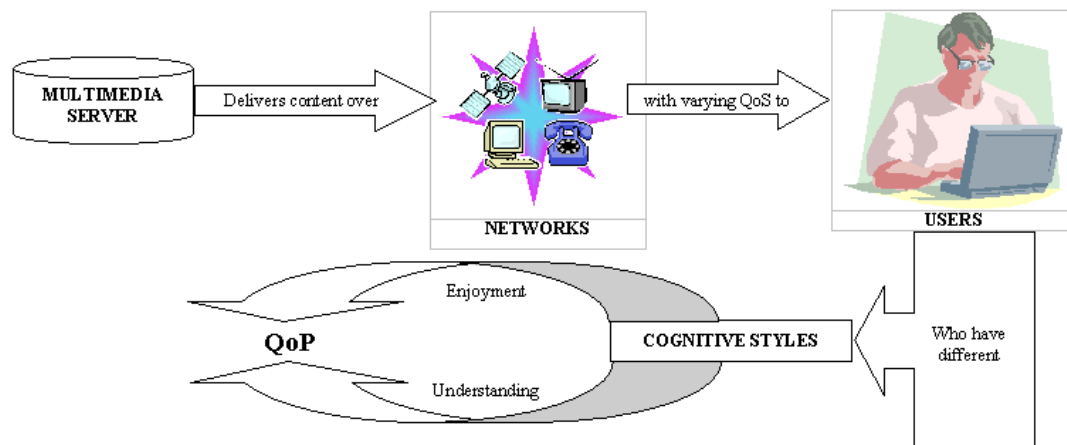 MULTIMEDIA
SERVER
Delivers content over
NETWORKS
with varying QoS to
USERS
Who have
different
COGNITIVE STYLES
Enjoyment
QoP
Understanding